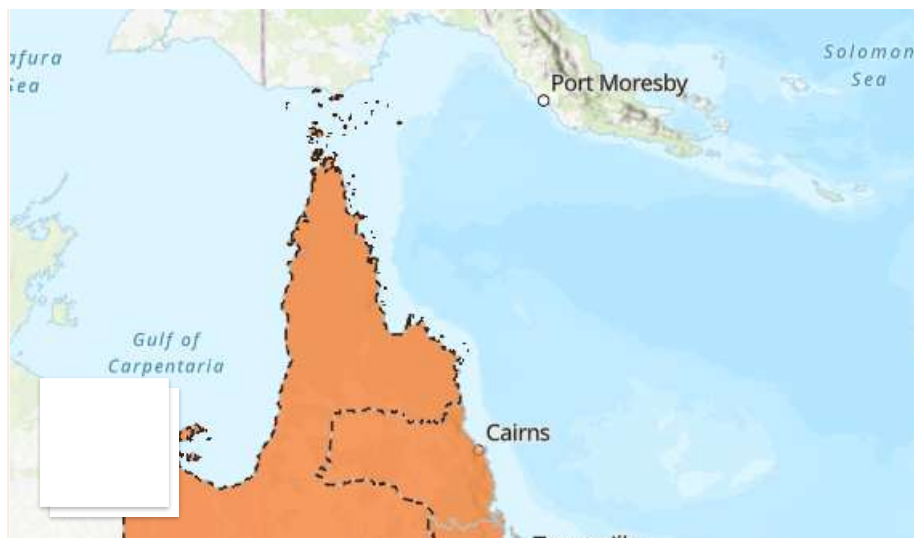 afura
Sea
Solomon
Sea
Port Moresby
Gulf of
Carpentaria
Cairns